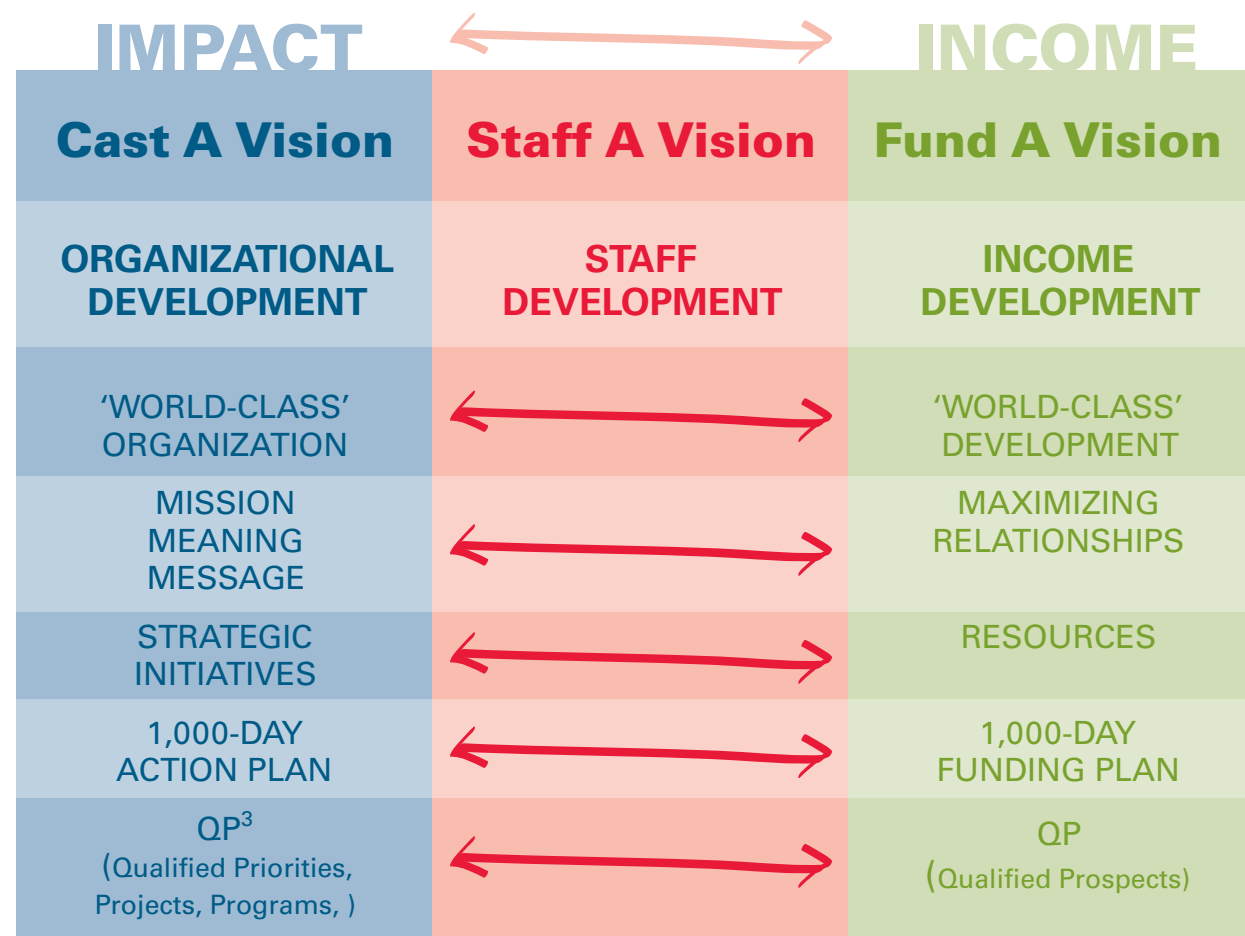 IMPACT
INCOME
Cast A Vision
Staff A Vision
Fund A Vision
ORGANIZATIONAL
DEVELOPMENT
STAFF
DEVELOPMENT
INCOME
DEVELOPMENT
‘WORLD-CLASS’
ORGANIZATION
‘WORLD-CLASS’
DEVELOPMENT
MISSION
MEANING
MESSAGE
MAXIMIZING
RELATIONSHIPS
STRATEGIC
INITIATIVES
RESOURCES
1,000-DAY
ACTION PLAN
1,000-DAY
FUNDING PLAN
QP³
(Qualified Priorities,
Projects, Programs, )
QP
(Qualified Prospects)